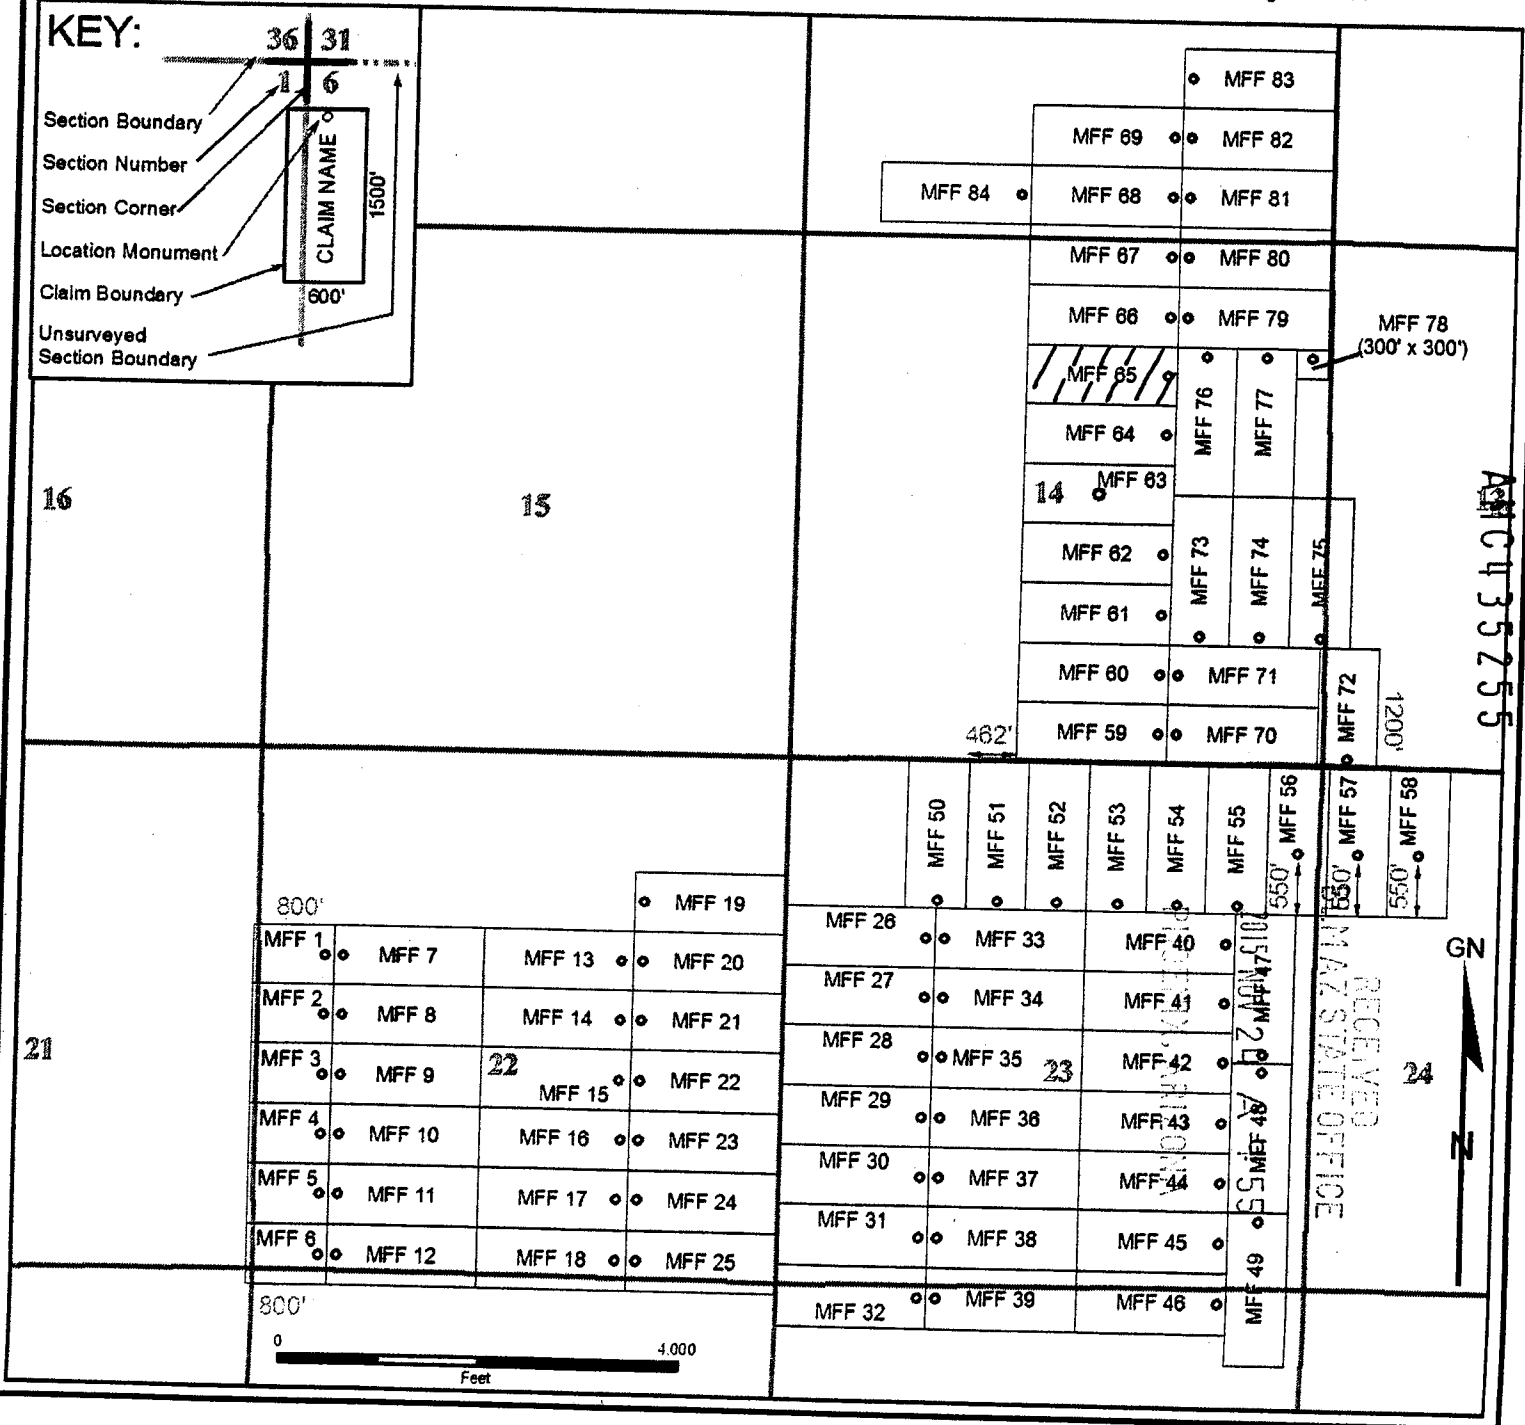 KEY:
36 31
1 6
Section Boundary
Section Number
Section Corner
Location Monument
Claim Boundary
Unsurveyed
Section Boundary
CLAIM NAME
1500'
600'
MFF 83
MFF 69
MFF 82
MFF 84
MFF 68
MFF 81
MFF 67
MFF 80
MFF 66
MFF 79
MFF 78
(300' x 300')
MFF 65
MFF 76
MFF 77
MFF 64
16
15
14
MFF 63
MFF 62
MFF 73
MFF 74
MFF 75
MFF 61
AMC435255
MFF 60
MFF 71
MFF 72
1200'
462'
MFF 59
MFF 70
MFF 50
MFF 51
MFF 52
MFF 53
MFF 54
MFF 55
MFF 56
MFF 57
MFF 58
550'
550'
550'
800'
MFF 19
MFF 26
MFF 33
MFF 40
MFF 1
MFF 7
MFF 13
MFF 20
MFF 27
MFF 34
MFF 41
MFF 47
GN
MFF 2
MFF 8
MFF 14
MFF 21
MFF 28
MFF 35
23
MFF 42
21
MFF 3
MFF 9
22
MFF 15
MFF 22
MFF 29
MFF 36
MFF 43
MFF 48
24
MFF 4
MFF 10
MFF 16
MFF 23
MFF 30
MFF 37
MFF 44
N
MFF 5
MFF 11
MFF 17
MFF 24
MFF 31
MFF 38
MFF 45
MFF 6
MFF 12
MFF 18
MFF 25
MFF 32
MFF 39
MFF 46
MFF 49
RECEIVED
AZ STATE OFFICE
2015 NOV 2
PHOENIX, ARIZONA
800'
0 4,000
Feet